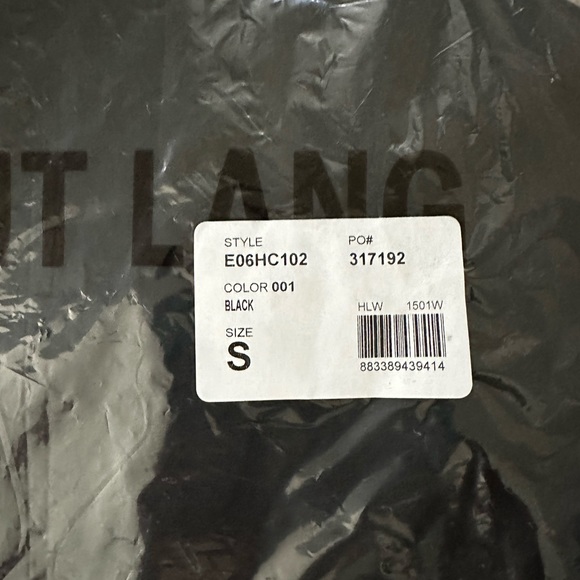 UT LANG
STYLE PO#
E06HC102 317192
COLOR 001
BLACK
HLW 1501W
SIZE
S
883389439414